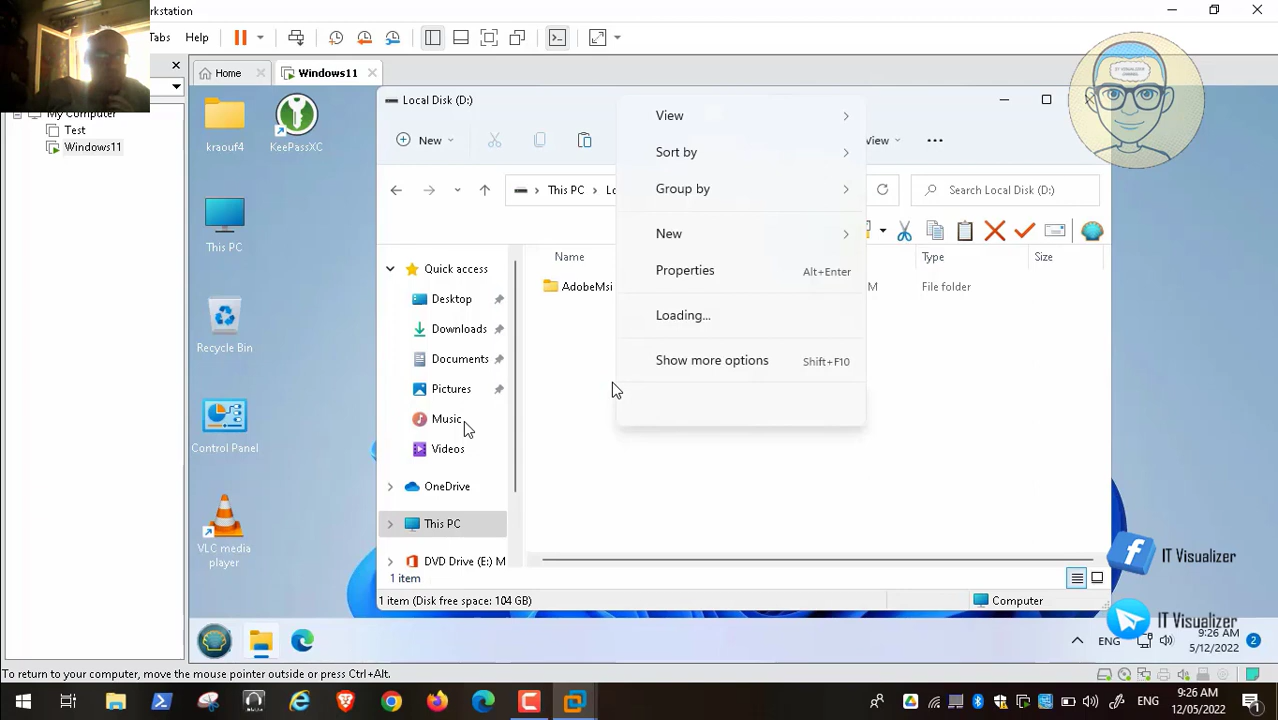 rkstation
Tabs Help
Home Windows11
My Computer
Test
Windows11
IT VISUALIZER
CHANNEL
kraouf4
KeePassXC
This PC
Recycle Bin
Control Panel
VLC media
player
Local Disk (D:)
New
View
This PC
Search Local Disk (D:)
Name
Type
Size
AdobeMsi
M
File folder
Quick access
Desktop
Downloads
Documents
Pictures
Music
Videos
OneDrive
This PC
DVD Drive (E:) M
View
Sort by
Group by
New
Properties Alt+Enter
Loading...
Show more options Shift+F10
1 item
1 item (Disk free space: 104 GB)
Computer
IT Visualizer
IT Visualizer
ENG
9:26 AM
5/12/2022
2
To return to your computer, move the mouse pointer outside or press Ctrl+Alt.
ENG
9:26 AM
12/05/2022
1